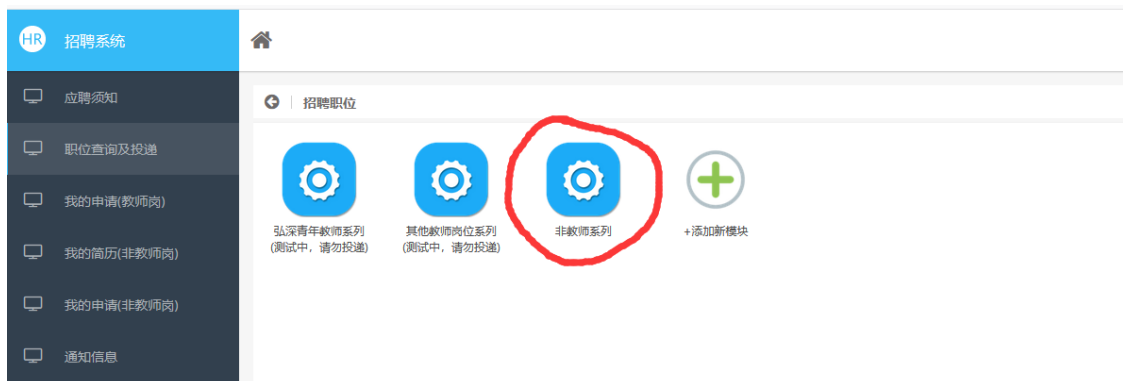 HR 招聘系统
应聘须知
职位查询及投递
我的申请(教师岗)
我的简历(非教师岗)
我的申请(非教师岗)
通知信息
招聘职位
弘深青年教师系列
(测试中，请勿投递)
其他教师岗位系列
(测试中，请勿投递)
非教师系列
+添加新模块